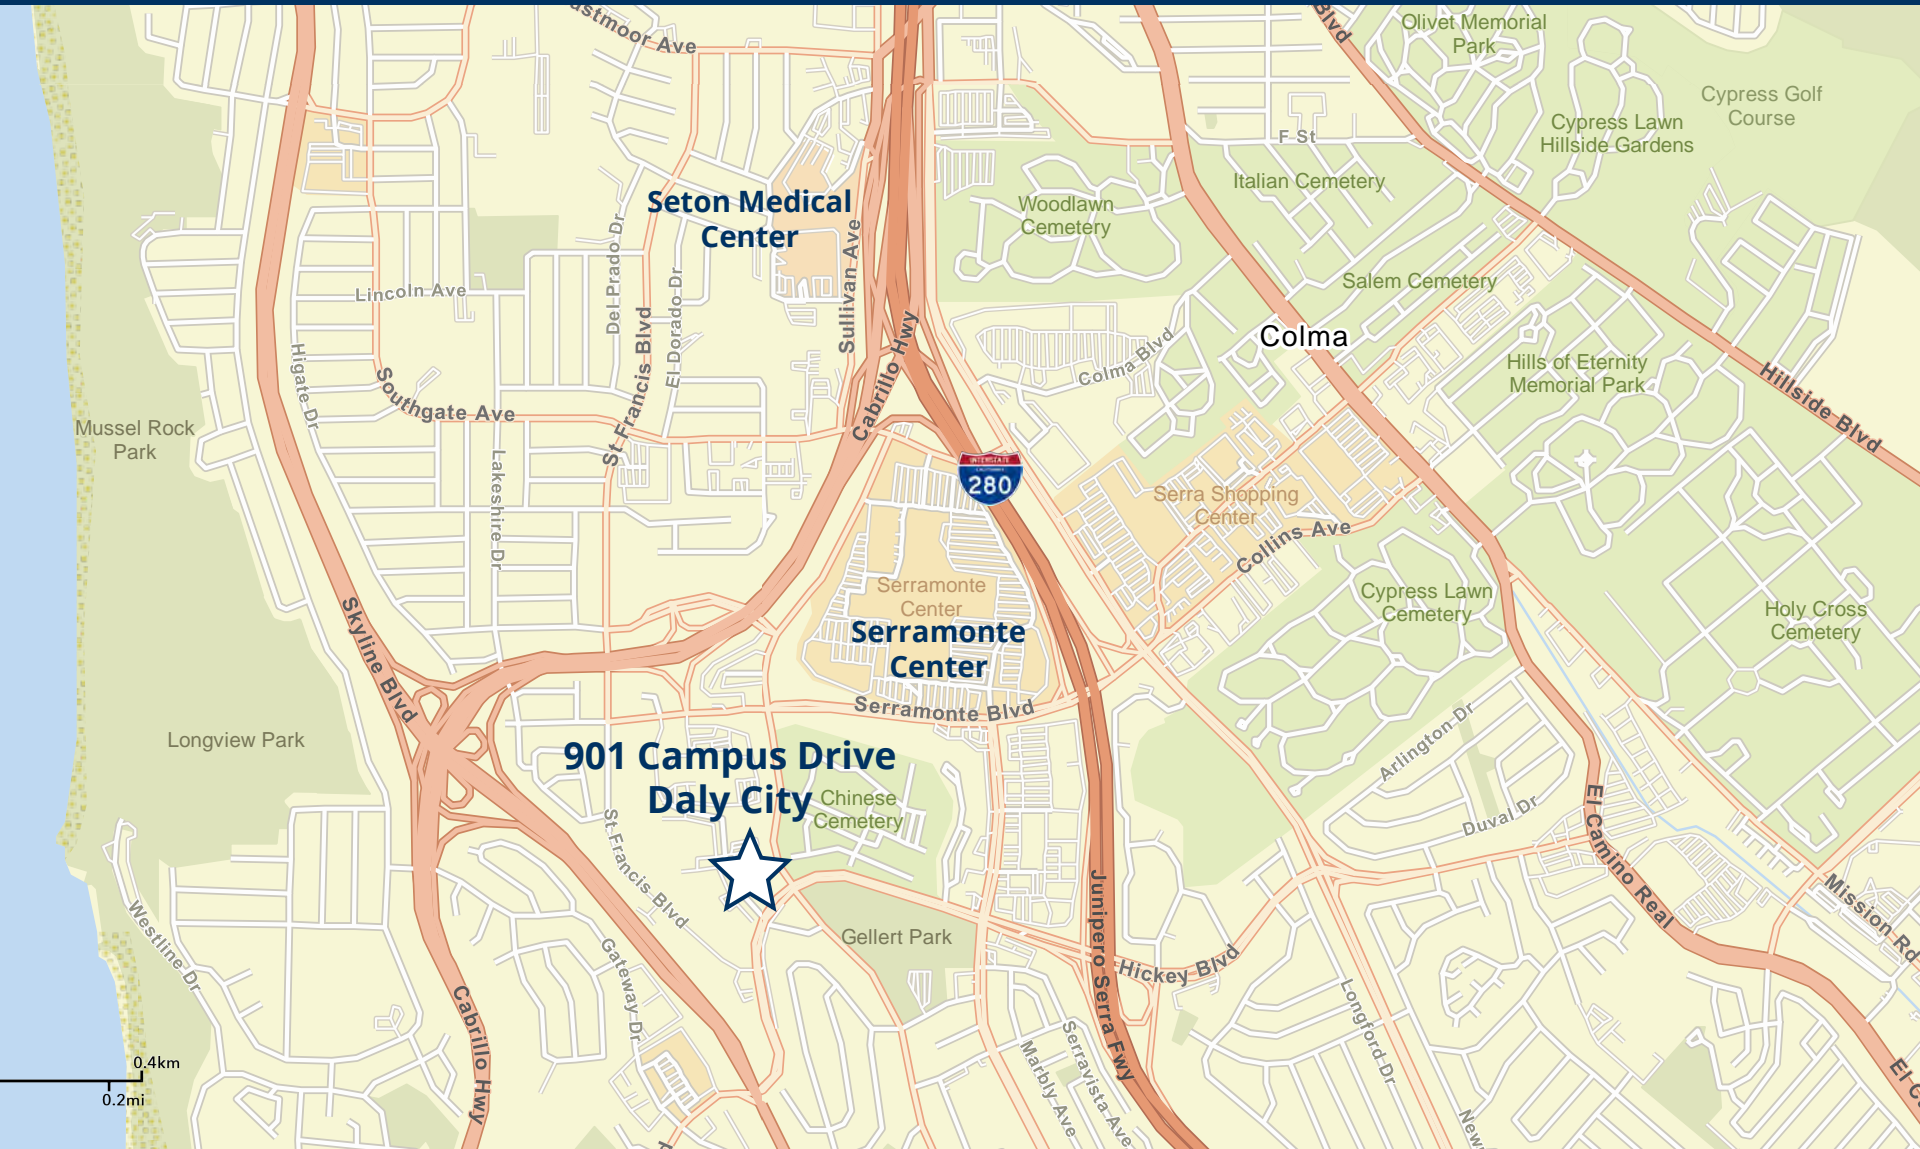 Eastmoor Ave
Blvd
Olivet Memorial
Park
Cypress Golf
Course
Cypress Lawn
Hillside Gardens
F St
Italian Cemetery
Seton Medical
Center
Woodlawn
Cemetery
Del Prado Dr
El Dorado Dr
Sullivan Ave
Lincoln Ave
Salem Cemetery
St Francis Blvd
Cabrillo Hwy
Colma Blvd
Colma
Higate Dr
Hills of Eternity
Memorial Park
Hillside Blvd
Southgate Ave
Mussel Rock
Park
Lakeshire Dr
INTERSTATE
CALIFORNIA
280
Serra Shopping
Center
Collins Ave
Serramonte
Center
Serramonte
Center
Cypress Lawn
Cemetery
Holy Cross
Cemetery
Skyline Blvd
Serramonte Blvd
Arlington Dr
Longview Park
901 Campus Drive
Daly City
Chinese
Cemetery
Duval Dr
St Francis Blvd
El Camino Real
Junipero Serra Fwy
Mission Rd
Westline Dr
Gellert Park
Hickey Blvd
Gateway Dr
Longford Dr
Cabrillo Hwy
Serravista Ave
Marbly Ave
0.4km
0.2mi
El C
New